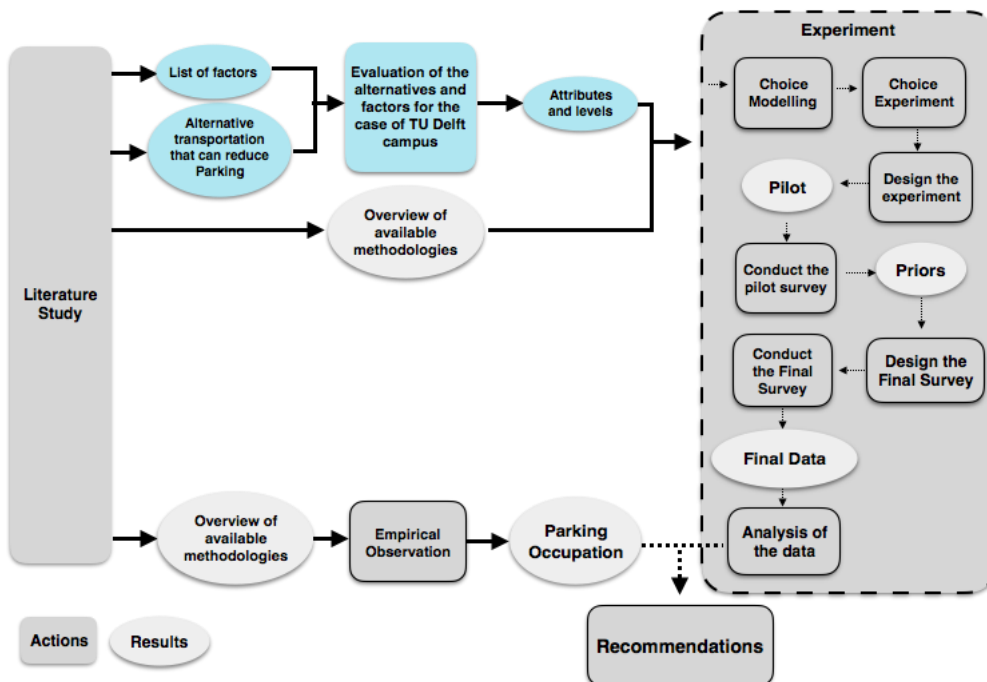 Experiment
List of factors
Evaluation of the
alternatives and
factors for the
case of TU Delft
campus
Attributes
and levels
Choice
Modelling
Choice
Experiment
Alternative
transportation
that can reduce
Parking
Pilot
Design the
experiment
Overview of
available
methodologies
Literature
Study
Conduct the
pilot survey
Priors
Conduct
the Final
Survey
Design the
Final Survey
Final Data
Overview of
available
methodologies
Empirical
Observation
Parking
Occupation
Analysis of
the data
Actions
Results
Recommendations